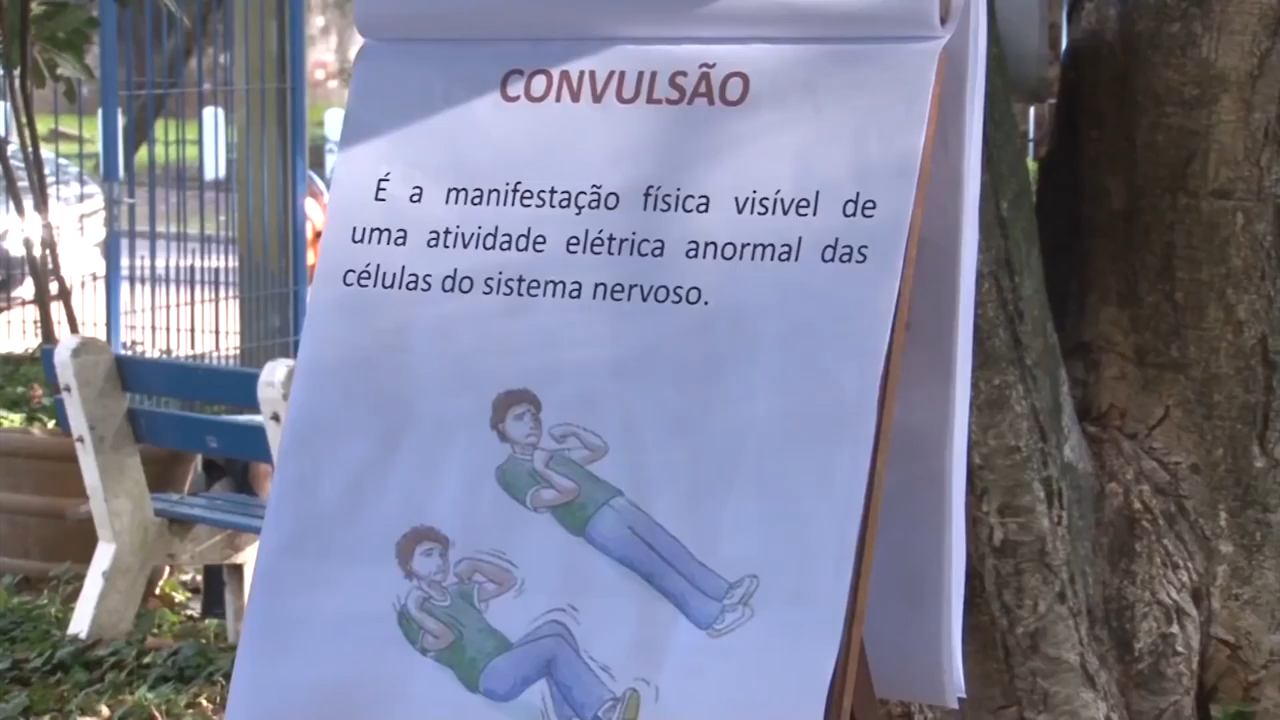 CONVULSÃO
É a manifestação física visível de
uma atividade elétrica anormal das
células do sistema nervoso.